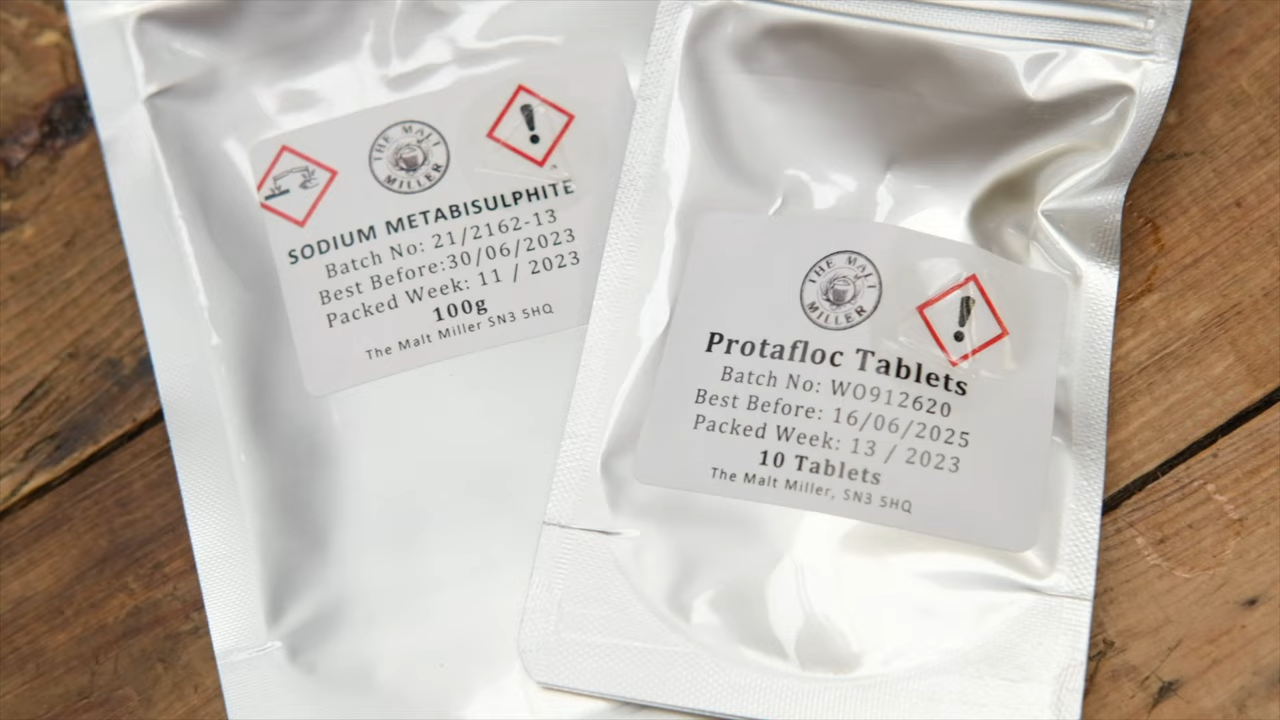 THE MALT MILLER
SODIUM METABISULPHITE
Batch No: 21/2162-13
Best Before:30/06/2023
Packed Week: 11 / 2023
100g
The Malt Miller SN3 5HQ
THE MALT MILLER
Protafloc Tablets
Batch No: WO912620
Best Before: 16/06/2025
Packed Week: 13 / 2023
10 Tablets
The Malt Miller, SN3 5HQ